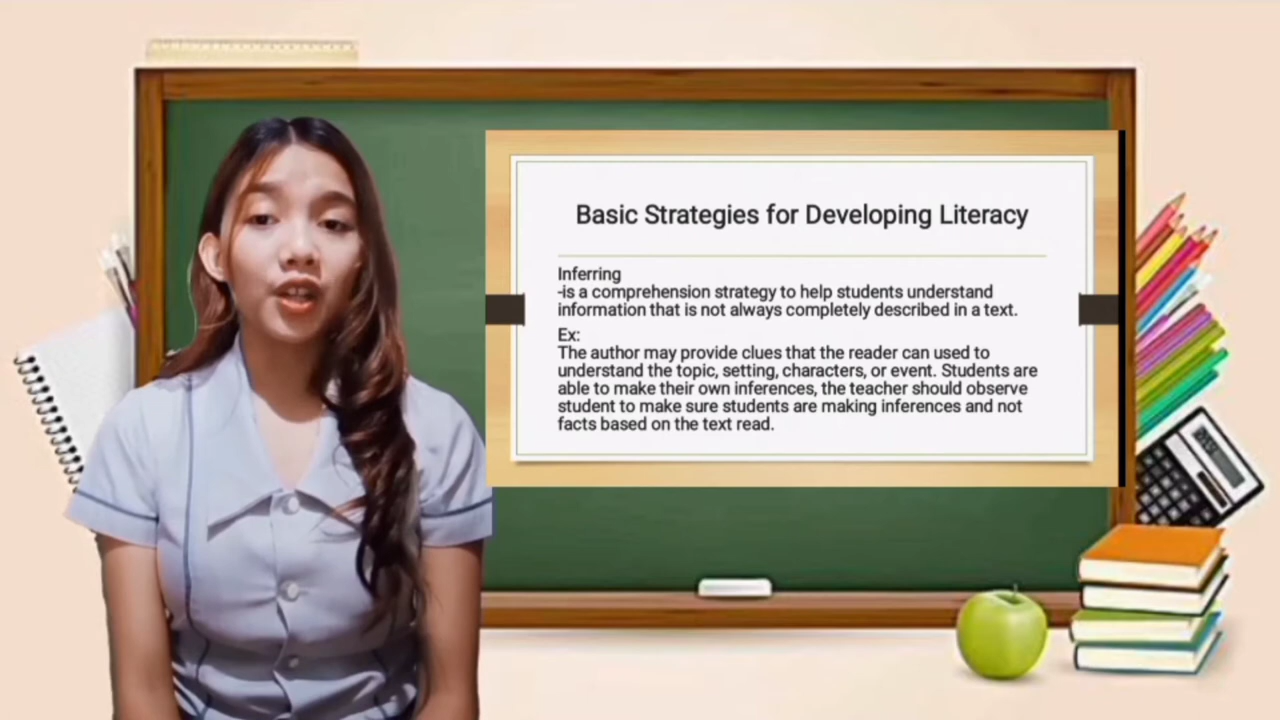 Basic Strategies for Developing Literacy
Inferring
-is a comprehension strategy to help students understand
information that is not always completely described in a text.
Ex:
The author may provide clues that the reader can used to
understand the topic, setting, characters, or event. Students are
able to make their own inferences, the teacher should observe
student to make sure students are making inferences and not
facts based on the text read.